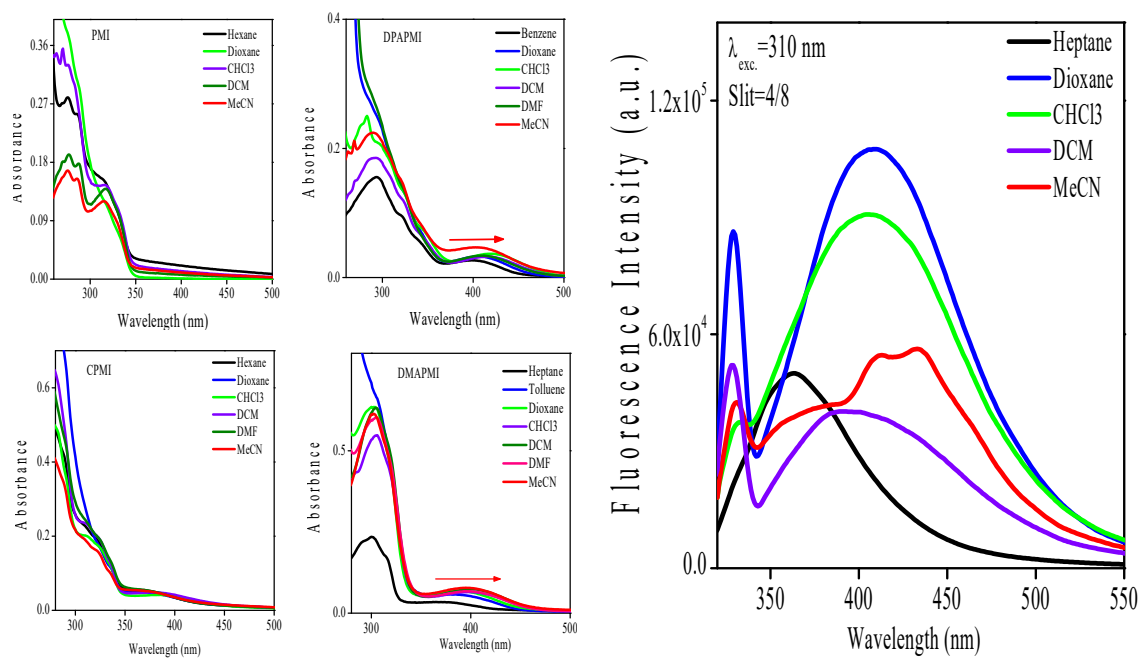 PMI
Hexane
Dioxane
CHCl3
DCM
MeCN
0.36
0.27
0.18
0.09
0.00
300 350 400 450 500
Absorbance
Wavelength (nm)
DPAPMI
Benzene
Dioxane
CHCl3
DCM
DMF
MeCN
0.4
0.2
0.0
300 350 400 450 500
Absorbance
Wavelength (nm)
CPMI
Hexane
Dioxane
CHCl3
DCM
DMF
MeCN
0.6
0.4
0.2
0.0
300 350 400 450 500
Absorbance
Wavelength (nm)
DMAPMI
Heptane
Tolluene
Dioxane
CHCl3
DCM
DMF
MeCN
0.5
0.0
300 350 400 450 500
Absorbance
Wavelength (nm)
λexc.=310 nm
Slit=4/8
Heptane
Dioxane
CHCl3
DCM
MeCN
1.2x10⁵
6.0x10⁴
0.0
350 400 450 500 550
Fluorescence Intensity (a.u.)
Wavelength (nm)